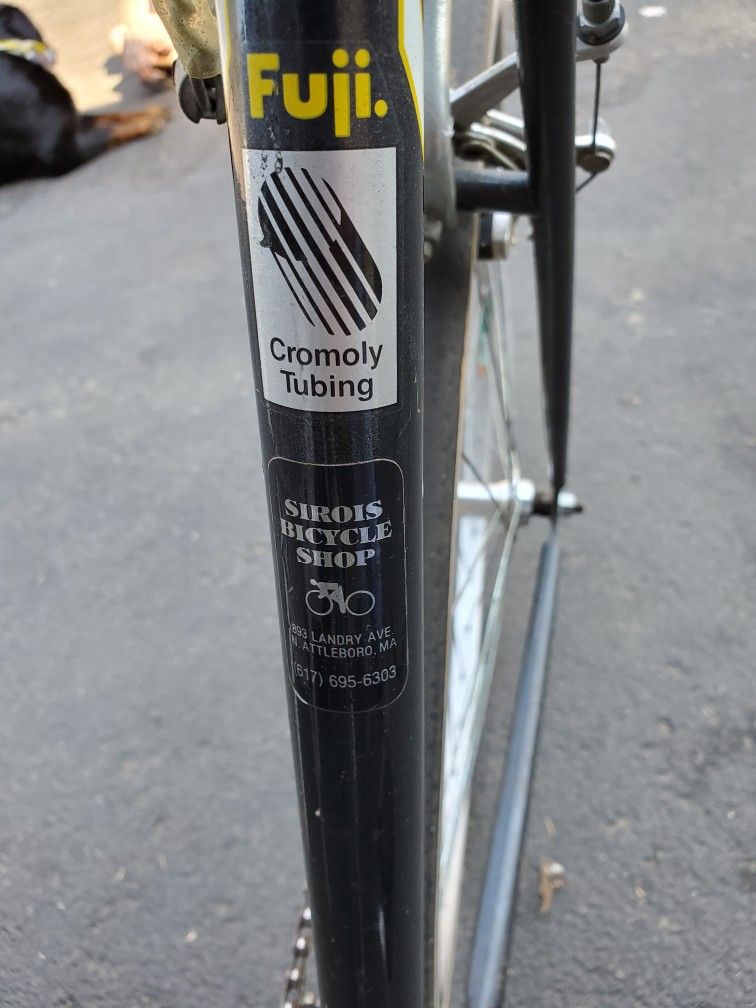 Fuji.
Cromoly
Tubing
SIROIS
BICYCLE
SHOP
893 LANDRY AVE.
N. ATTLEBORO, MA
(617) 695-6303